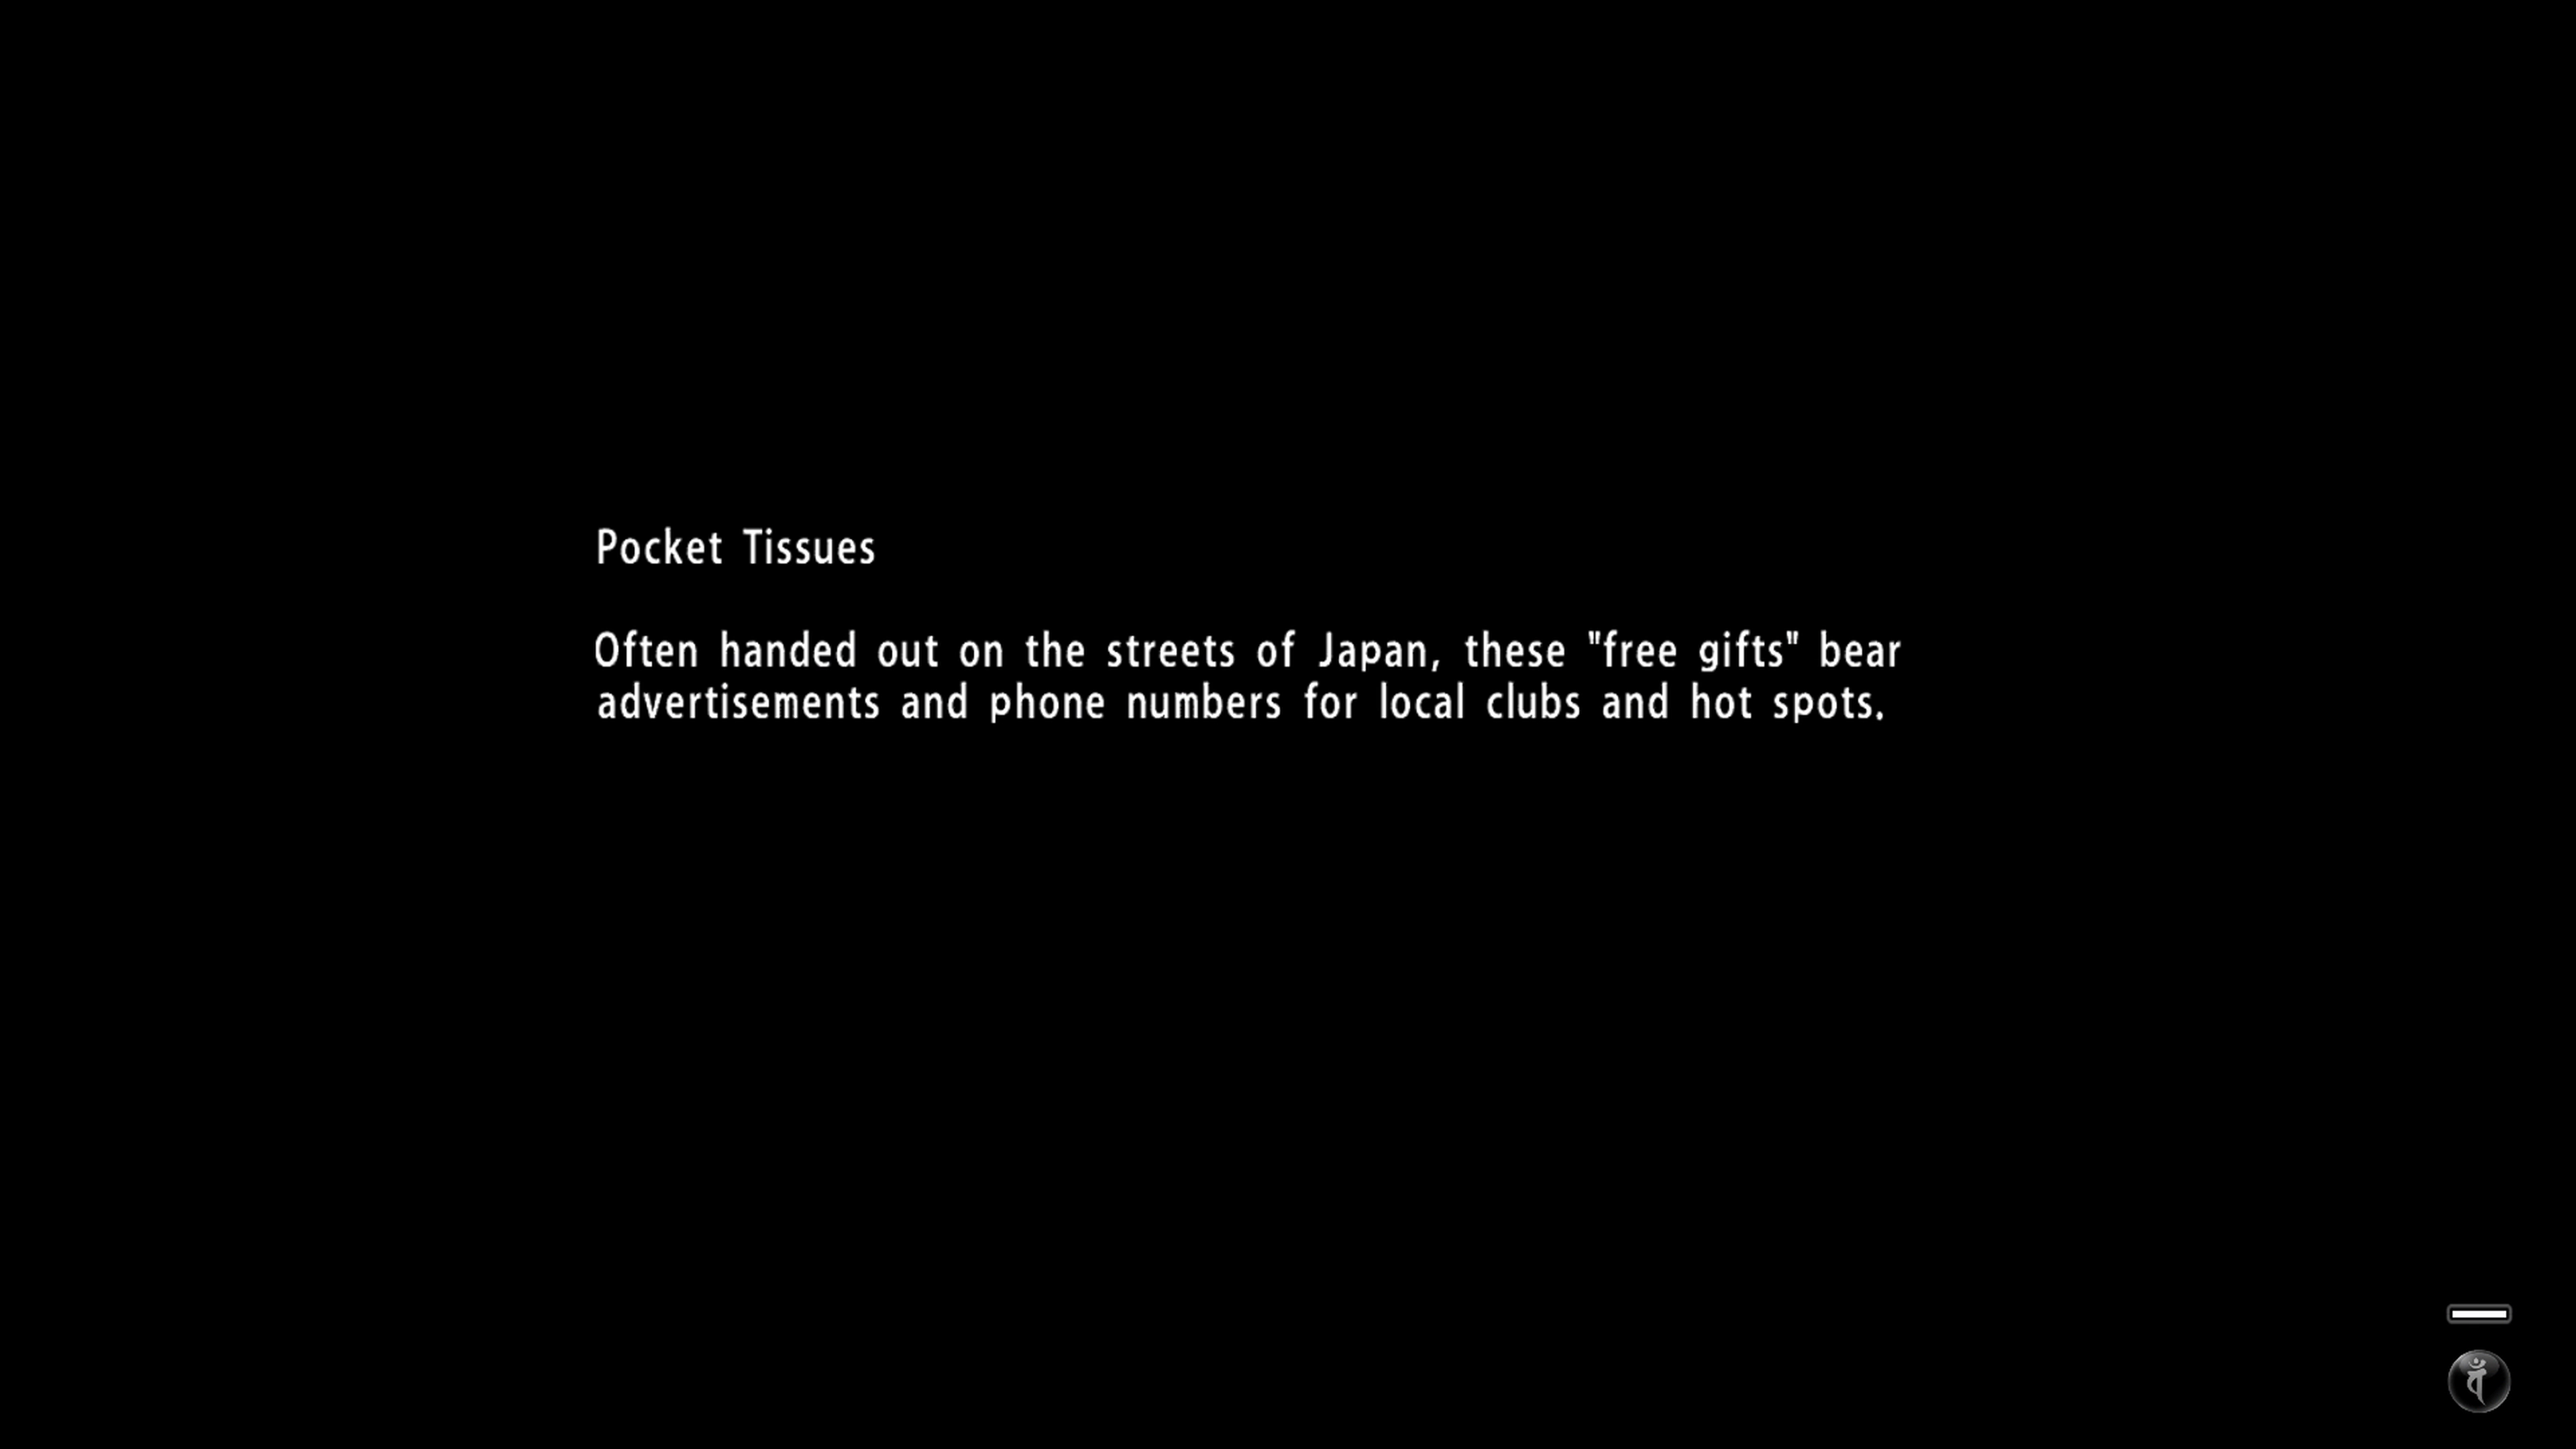 Pocket Tissues
Often handed out on the streets of Japan, these "free gifts" bear
advertisements and phone numbers for local clubs and hot spots.